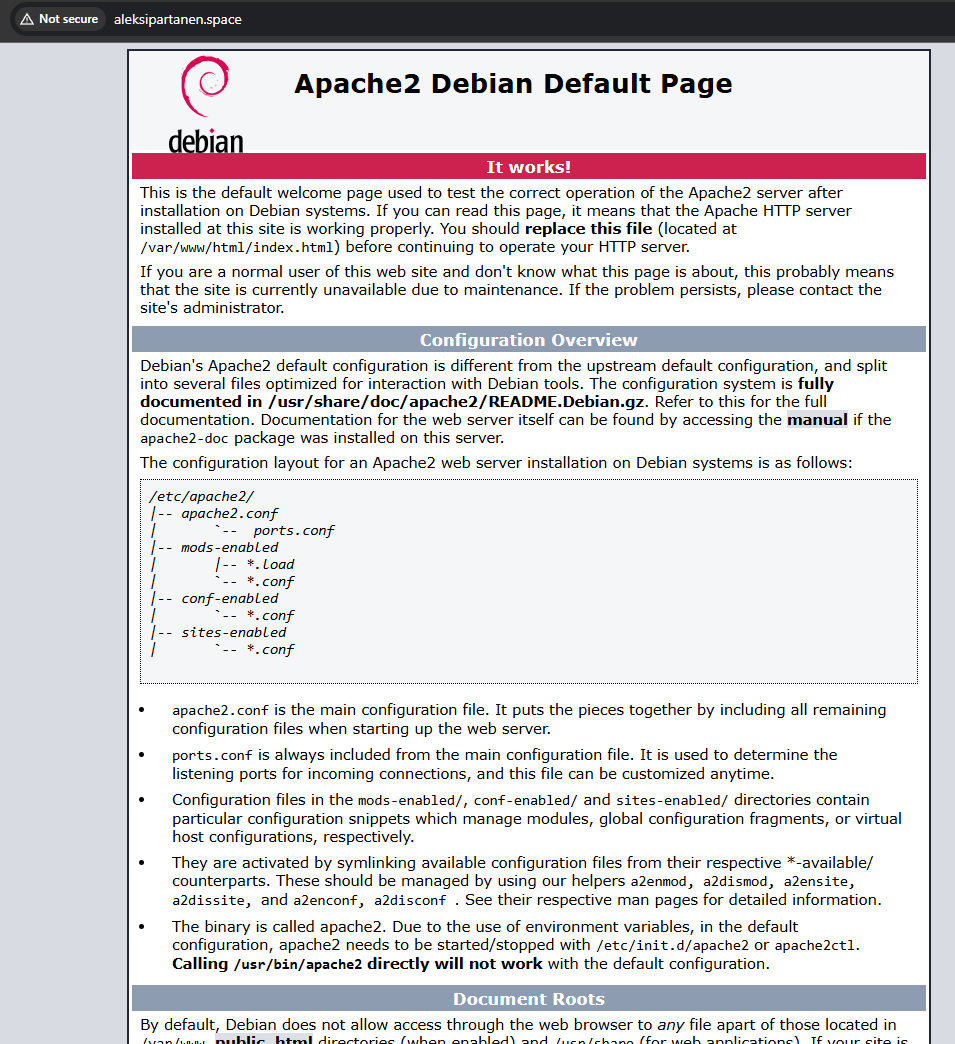 Not secure aleksipartanen.space
debian
Apache2 Debian Default Page
It works!
This is the default welcome page used to test the correct operation of the Apache2 server after
installation on Debian systems. If you can read this page, it means that the Apache HTTP server
installed at this site is working properly. You should replace this file (located at
/var/www/html/index.html) before continuing to operate your HTTP server.
If you are a normal user of this web site and don't know what this page is about, this probably means
that the site is currently unavailable due to maintenance. If the problem persists, please contact the
site's administrator.
Configuration Overview
Debian's Apache2 default configuration is different from the upstream default configuration, and split
into several files optimized for interaction with Debian tools. The configuration system is fully
documented in /usr/share/doc/apache2/README.Debian.gz. Refer to this for the full
documentation. Documentation for the web server itself can be found by accessing the manual if the
apache2-doc package was installed on this server.
The configuration layout for an Apache2 web server installation on Debian systems is as follows:
/etc/apache2/
|-- apache2.conf
|       `--  ports.conf
|-- mods-enabled
|       |-- *.load
|       `-- *.conf
|-- conf-enabled
|       `-- *.conf
|-- sites-enabled
|       `-- *.conf
• apache2.conf is the main configuration file. It puts the pieces together by including all remaining
configuration files when starting up the web server.
• ports.conf is always included from the main configuration file. It is used to determine the
listening ports for incoming connections, and this file can be customized anytime.
• Configuration files in the mods-enabled/, conf-enabled/ and sites-enabled/ directories contain
particular configuration snippets which manage modules, global configuration fragments, or virtual
host configurations, respectively.
• They are activated by symlinking available configuration files from their respective *-available/
counterparts. These should be managed by using our helpers a2enmod, a2dismod, a2ensite,
a2dissite, and a2enconf, a2disconf . See their respective man pages for detailed information.
• The binary is called apache2. Due to the use of environment variables, in the default
configuration, apache2 needs to be started/stopped with /etc/init.d/apache2 or apache2ctl.
Calling /usr/bin/apache2 directly will not work with the default configuration.
Document Roots
By default, Debian does not allow access through the web browser to any file apart of those located in
/var/www, public_html directories (when enabled) and /usr/share (for web applications). If your site is